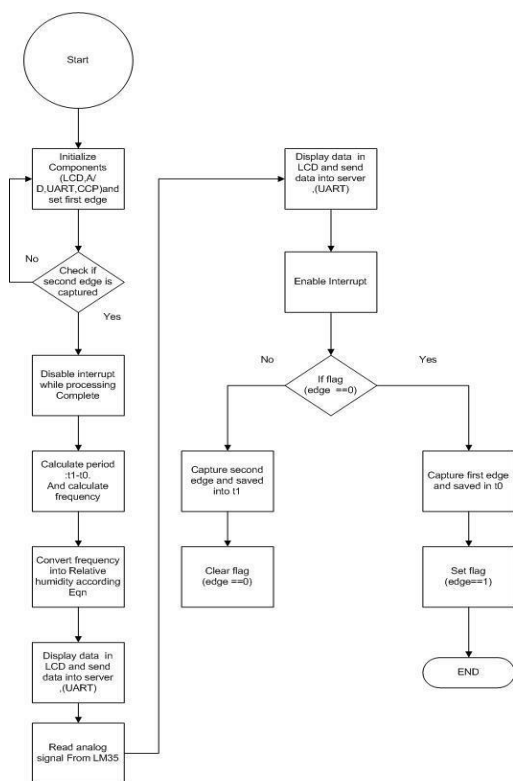 Start
Initialize
Components
(LCD,A/
D,UART,CCP)and
set first edge
No
Check if
second edge is
captured
Yes
Disable interrupt
while processing
Complete
Calculate period
:t1-t0.
And calculate
frequency
Convert frequency
into Relative
humidity according
Eqn
Display data in
LCD and send
data into server
,(UART)
Read analog
signal From LM35
Display data in
LCD and send
data into server
,(UART)
Enable Interrupt
No
Yes
If flag
(edge ==0)
Capture second
edge and saved
into t1
Clear flag
(edge ==0)
Capture first edge
and saved in t0
Set flag
(edge==1)
END